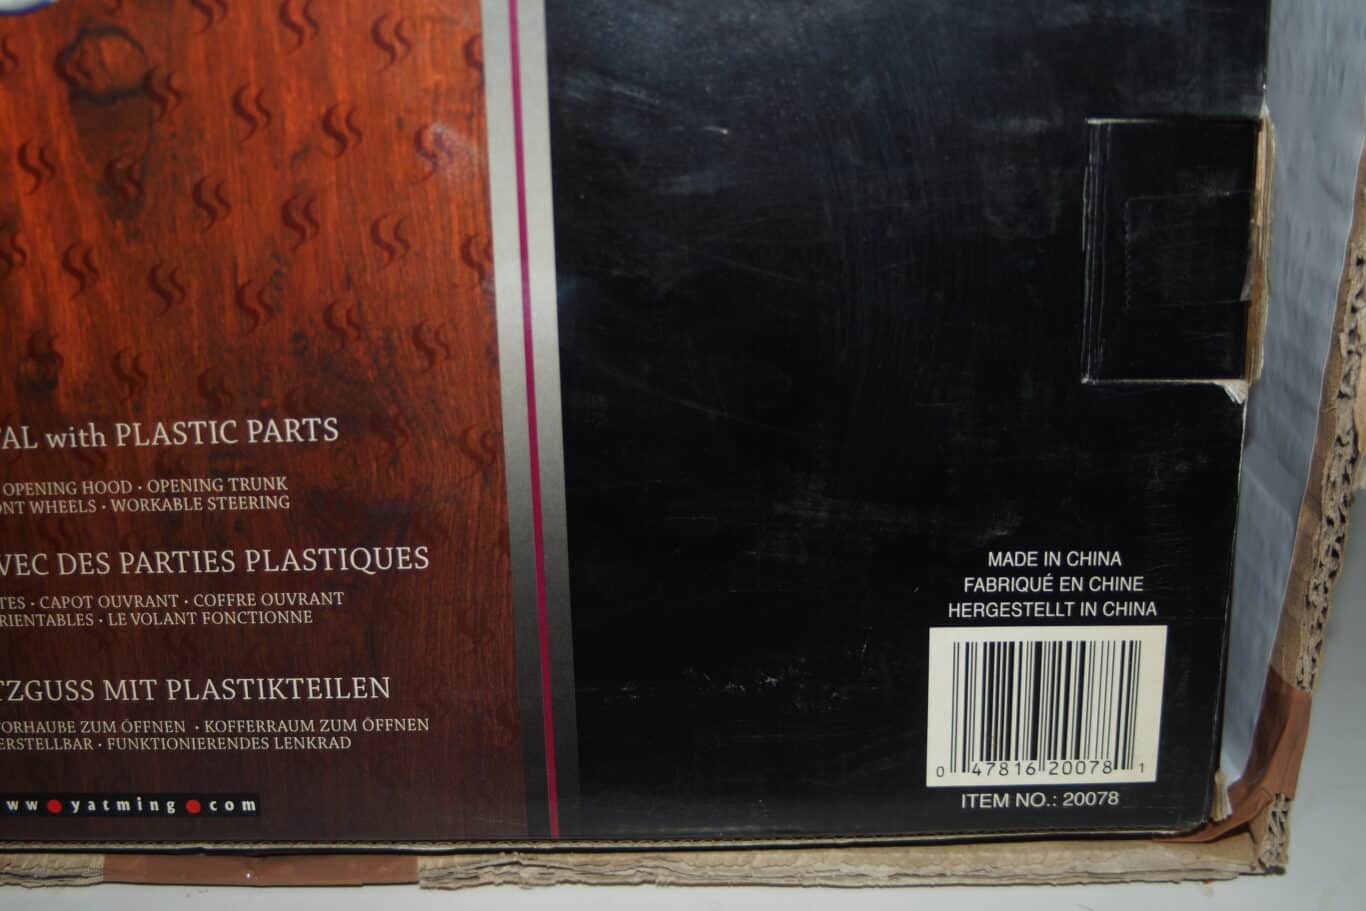 TAL with PLASTIC PARTS
OPENING HOOD · OPENING TRUNK
ONT WHEELS · WORKABLE STEERING
VEC DES PARTIES PLASTIQUES
TES · CAPOT OUVRANT · COFFRE OUVRANT
RIENTABLES · LE VOLANT FONCTIONNE
TZGUSS MIT PLASTIKTEILEN
ORHAUBE ZUM ÖFFNEN · KOFFERRAUM ZUM ÖFFNEN
ERSTELLBAR · FUNKTIONIERENDES LENKRAD
ww●yatming●com
MADE IN CHINA
FABRIQUÉ EN CHINE
HERGESTELLT IN CHINA
0 47816 20078 1
ITEM NO.: 20078